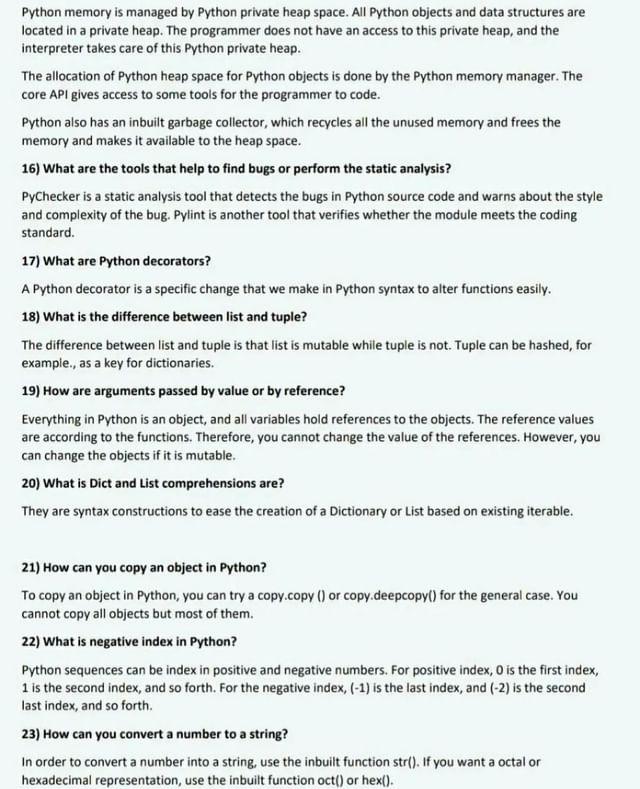 Python memory is managed by Python private heap space. All Python objects and data structures are
located in a private heap. The programmer does not have an access to this private heap, and the
interpreter takes care of this Python private heap.
The allocation of Python heap space for Python objects is done by the Python memory manager. The
core API gives access to some tools for the programmer to code.
Python also has an inbuilt garbage collector, which recycles all the unused memory and frees the
memory and makes it available to the heap space.
16) What are the tools that help to find bugs or perform the static analysis?
PyChecker is a static analysis tool that detects the bugs in Python source code and warns about the style
and complexity of the bug. Pylint is another tool that verifies whether the module meets the coding
standard.
17) What are Python decorators?
A Python decorator is a specific change that we make in Python syntax to alter functions easily.
18) What is the difference between list and tuple?
The difference between list and tuple is that list is mutable while tuple is not. Tuple can be hashed, for
example., as a key for dictionaries.
19) How are arguments passed by value or by reference?
Everything in Python is an object, and all variables hold references to the objects. The reference values
are according to the functions. Therefore, you cannot change the value of the references. However, you
can change the objects if it is mutable.
20) What is Dict and List comprehensions are?
They are syntax constructions to ease the creation of a Dictionary or List based on existing iterable.
21) How can you copy an object in Python?
To copy an object in Python, you can try a copy.copy () or copy.deepcopy() for the general case. You
cannot copy all objects but most of them.
22) What is negative index in Python?
Python sequences can be index in positive and negative numbers. For positive index, 0 is the first index,
1 is the second index, and so forth. For the negative index, (-1) is the last index, and (-2) is the second
last index, and so forth.
23) How can you convert a number to a string?
In order to convert a number into a string, use the inbuilt function str(). If you want a octal or
hexadecimal representation, use the inbuilt function oct() or hex().